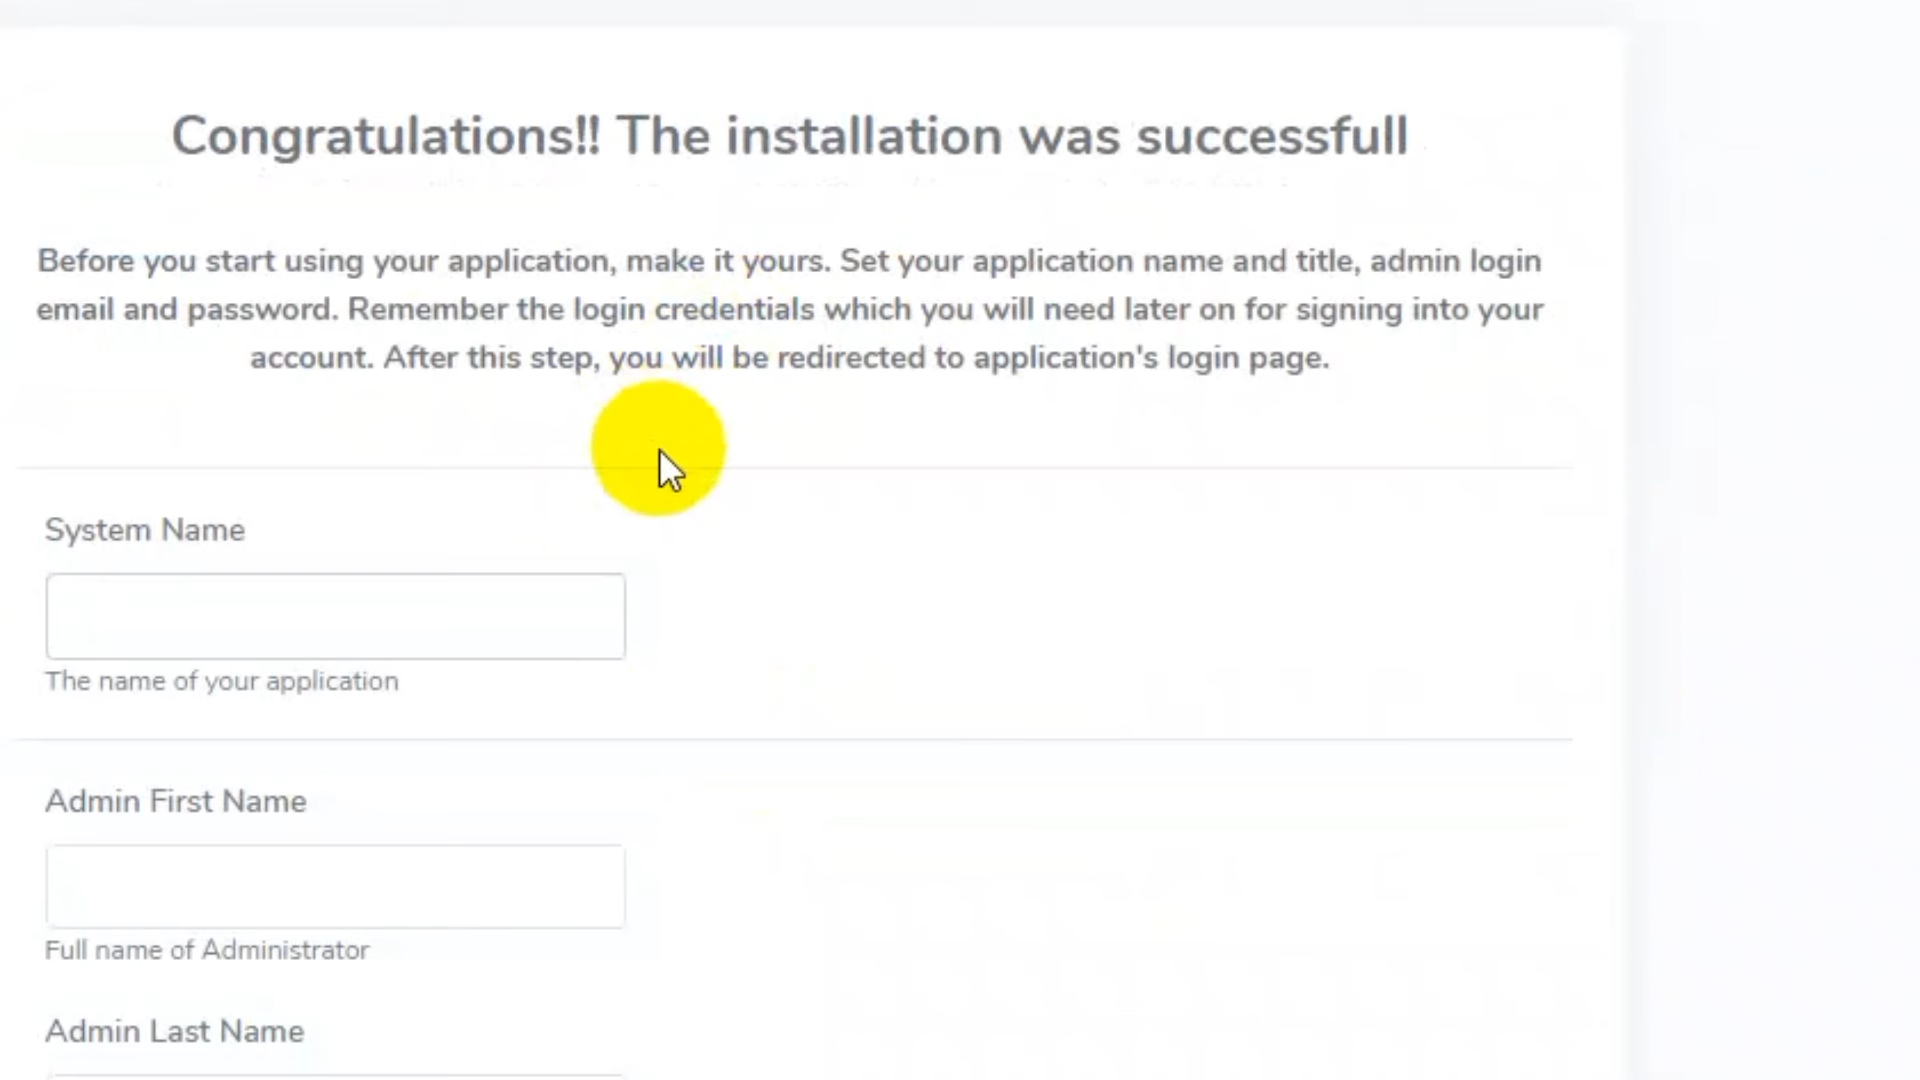 Congratulations!! The installation was successfull
Before you start using your application, make it yours. Set your application name and title, admin login
email and password. Remember the login credentials which you will need later on for signing into your
account. After this step, you will be redirected to application's login page.
System Name
The name of your application
Admin First Name
Full name of Administrator
Admin Last Name